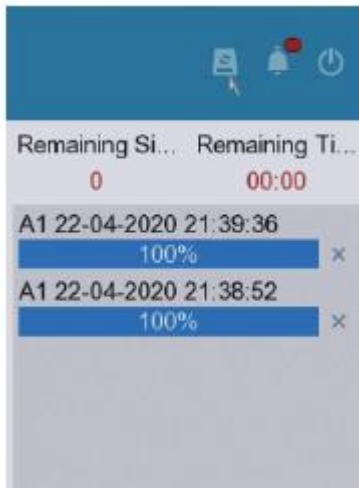 Remaining Si... Remaining Ti...
0 00:00
A1 22-04-2020 21:39:36
100%
A1 22-04-2020 21:38:52
100%